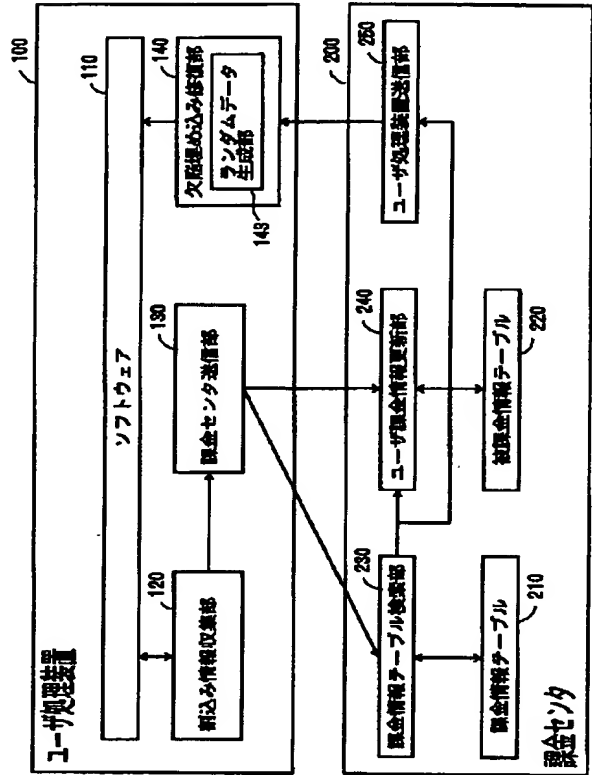 ユーザ処理装置
100
ソフトウェア
110
割込み情報収集部
120
課金センタ送信部
130
欠陥埋め込み修復部
140
ランダムデータ
生成部
143
課金センタ
200
課金情報テーブル検索部
230
ユーザ課金情報更新部
240
ユーザ処理装置送信部
250
課金情報テーブル
210
被課金情報テーブル
220